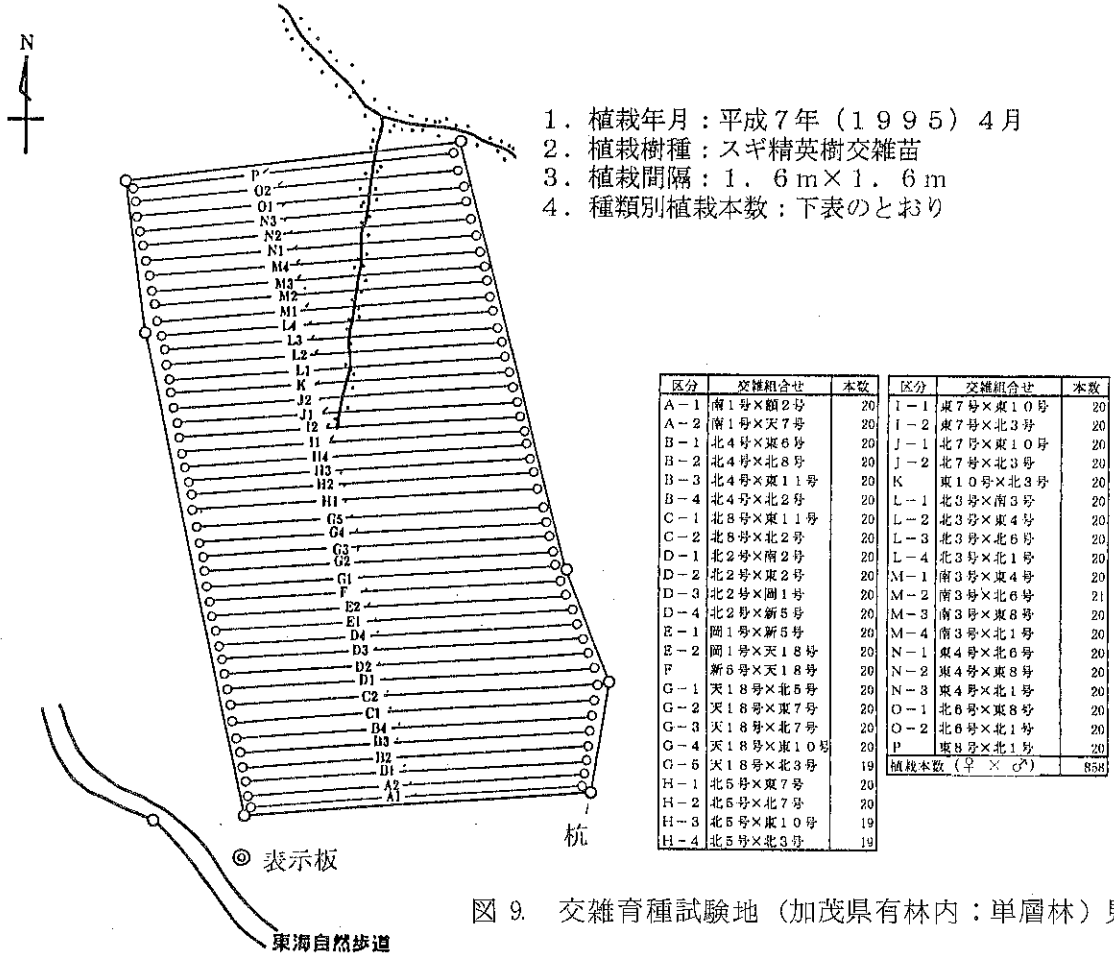 N
1．植栽年月：平成7年（1995）4月
2．植栽樹種：スギ精英樹交雑苗
3．植栽間隔：1．6m×1．6m
4．種類別植栽本数：下表のとおり
P
O2
O1
N3
N2
N1
M4
M3
M2
M1
L4
L3
L2
L1
K
J2
J1
I2
I1
H4
H3
H2
H1
G5
G4
G3
G2
G1
F
E2
E1
D4
D3
D2
D1
C2
C1
B4
B3
B2
B1
A2
A1
区分 交雑組合せ 本数
A-1 南1号×額2号 20
A-2 南1号×天7号 20
B-1 北4号×東6号 20
B-2 北4号×北8号 20
B-3 北4号×東11号 20
B-4 北4号×北2号 20
C-1 北8号×東11号 20
C-2 北8号×北2号 20
D-1 北2号×南2号 20
D-2 北2号×東2号 20
D-3 北2号×岡1号 20
D-4 北2号×新5号 20
E-1 岡1号×新5号 20
E-2 岡1号×天18号 20
F 新5号×天18号 20
G-1 天18号×北5号 20
G-2 天18号×東7号 20
G-3 天18号×北7号 20
G-4 天18号×東10号 20
G-5 天18号×北3号 19
H-1 北5号×東7号 20
H-2 北5号×北7号 20
H-3 北5号×東10号 19
H-4 北5号×北3号 19
区分 交雑組合せ 本数
I-1 東7号×東10号 20
I-2 東7号×北3号 20
J-1 北7号×東10号 20
J-2 北7号×北3号 20
K 東10号×北3号 20
L-1 北3号×南3号 20
L-2 北3号×東4号 20
L-3 北3号×北6号 20
L-4 北3号×北1号 20
M-1 南3号×東4号 20
M-2 南3号×北6号 21
M-3 南3号×東8号 20
M-4 南3号×北1号 20
N-1 東4号×北6号 20
N-2 東4号×東8号 20
N-3 東4号×北1号 20
O-1 北6号×東8号 20
O-2 北6号×北1号 20
P 東8号×北1号 20
植栽本数（♀ × ♂） 858
杭
◎ 表示板
東海自然歩道
図 9. 交雑育種試験地（加茂県有林内：単層林）